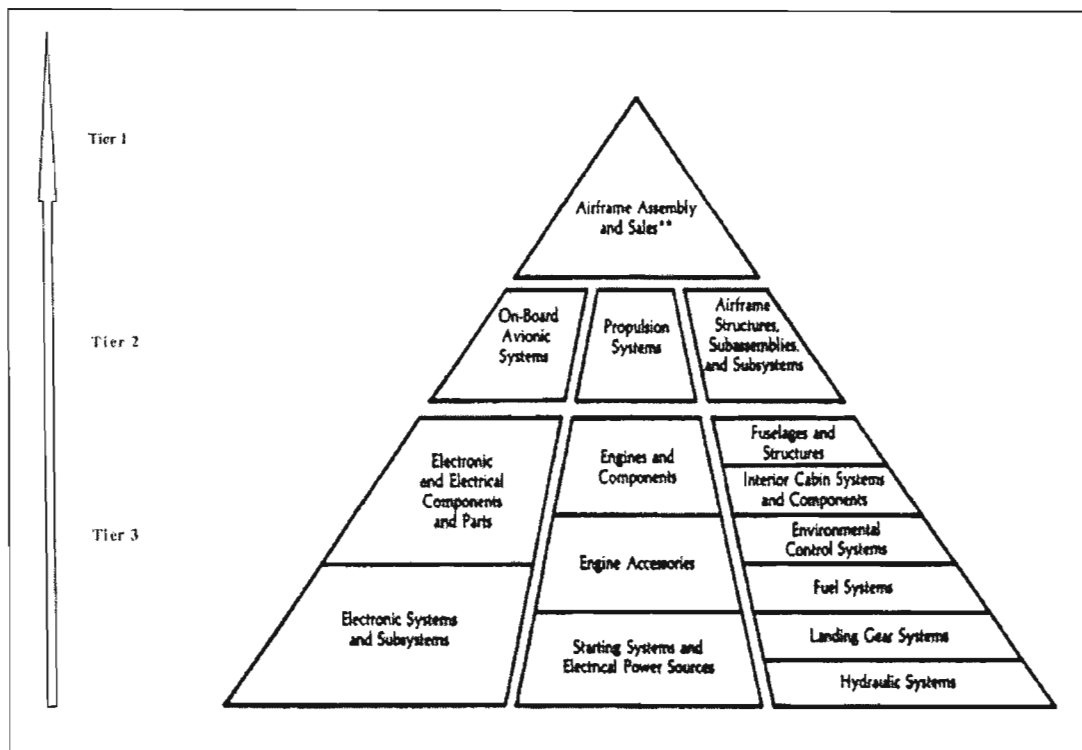 Tier 1
Airframe Assembly
and Sales**
Tier 2
On-Board
Avionic
Systems
Propulsion
Systems
Airframe
Structures,
Subassemblies,
and Subsystems
Tier 3
Electronic
and Electrical
Components
and Parts
Electronic Systems
and Subsystems
Engines and
Components
Engine Accessories
Starting Systems and
Electrical Power Sources
Fuselages and
Structures
Interior Cabin Systems
and Components
Environmental
Control Systems
Fuel Systems
Landing Gear Systems
Hydraulic Systems